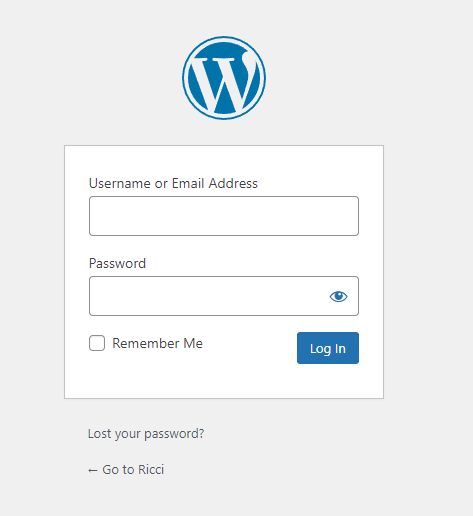 Username or Email Address
Password
Remember Me
Log In
Lost your password?
← Go to Ricci